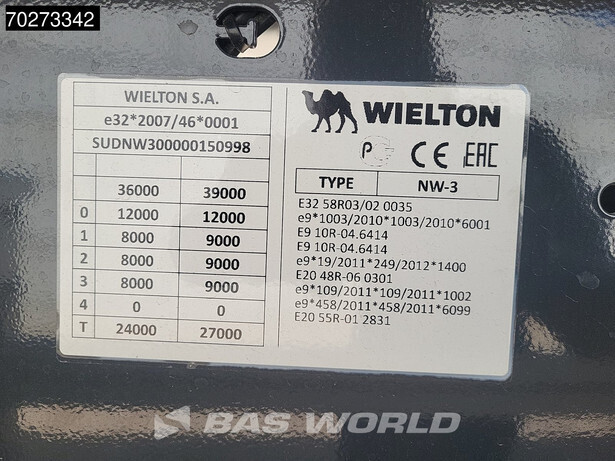 70273342
WIELTON S.A.
e32*2007/46*0001
SUDNW300000150998
36000 39000
0 12000 12000
1 8000 9000
2 8000 9000
3 8000 9000
4 0 0
T 24000 27000
WIELTON
PG CE EAC
TYPE NW-3
E32 58R03/02 0035
e9*1003/2010*1003/2010*6001
E9 10R-04.6414
E9 10R-04.6414
e9*19/2011*249/2012*1400
E20 48R-06 0301
e9*109/2011*109/2011*1002
e9*458/2011*458/2011*6099
E20 55R-01 2831
BAS WORLD